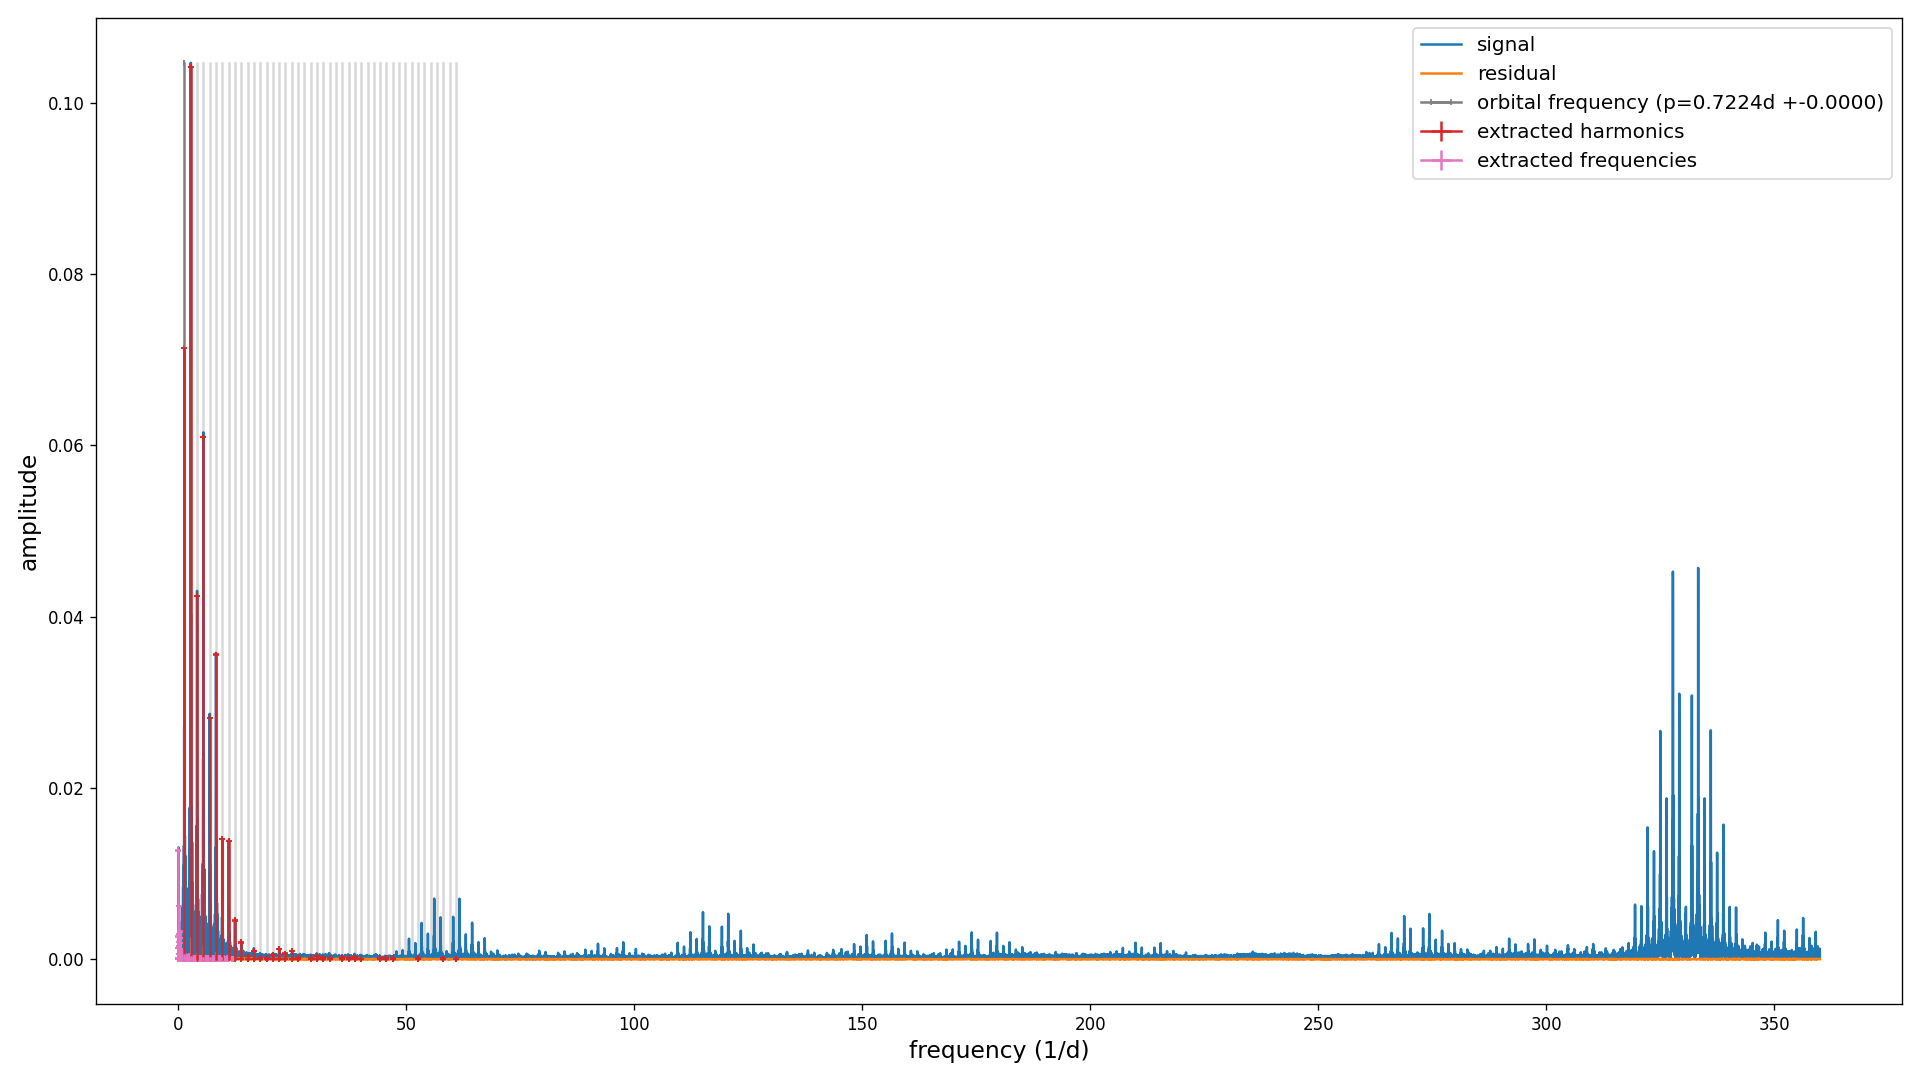 signal
residual
orbital frequency (p=0.7224d +-0.0000)
extracted harmonics
extracted frequencies
0.10
0.08
0.06
0.04
0.02
0.00
amplitude
0 50 100 150 200 250 300 350
frequency (1/d)